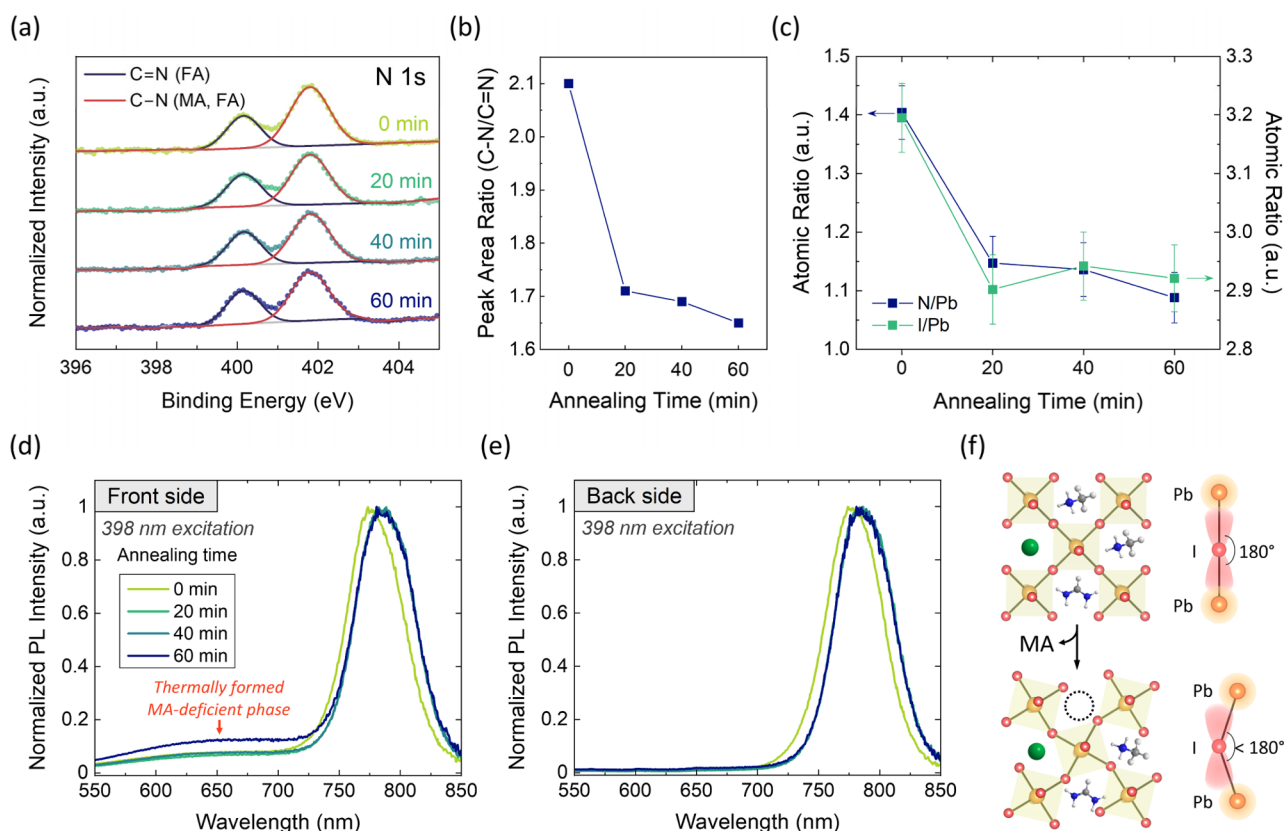 (a)
C=N (FA)
C−N (MA, FA)
N 1s
0 min
20 min
40 min
60 min
Normalized Intensity (a.u.)
396 398 400 402 404
Binding Energy (eV)
(b)
Peak Area Ratio (C-N/C=N)
2.1
2.0
1.9
1.8
1.7
1.6
0 20 40 60
Annealing Time (min)
(c)
Atomic Ratio (a.u.)
1.5
1.4
1.3
1.2
1.1
1.0
N/Pb
I/Pb
0 20 40 60
Annealing Time (min)
3.3
3.2
3.1
3.0
2.9
2.8
Atomic Ratio (a.u.)
(d)
Front side
398 nm excitation
Annealing time
0 min
20 min
40 min
60 min
Thermally formed
MA-deficient phase
Normalized PL Intensity (a.u.)
1
0.8
0.6
0.4
0.2
0
550 600 650 700 750 800 850
Wavelength (nm)
(e)
Back side
398 nm excitation
Normalized PL Intensity (a.u.)
1
0.8
0.6
0.4
0.2
0
550 600 650 700 750 800 850
Wavelength (nm)
(f)
Pb
I 180°
Pb
MA
Pb
I < 180°
Pb